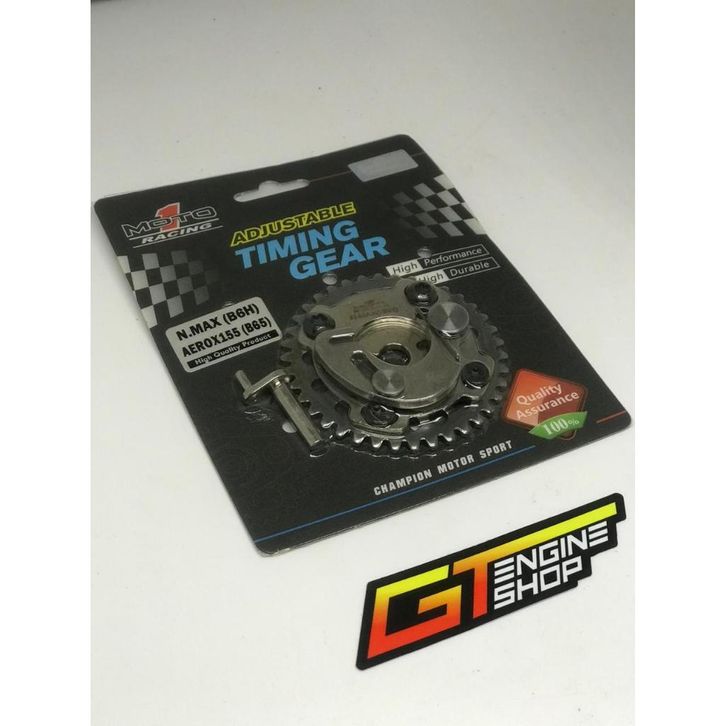 1
MOTO
RACING
ADJUSTABLE
TIMING
GEAR
High Performance
High Durable
N.MAX (B6H)
AEROX155 (B65)
High Quality Product
Quality
Assurance
100%
CHAMPION MOTOR SPORT
GT ENGINE
SHOP